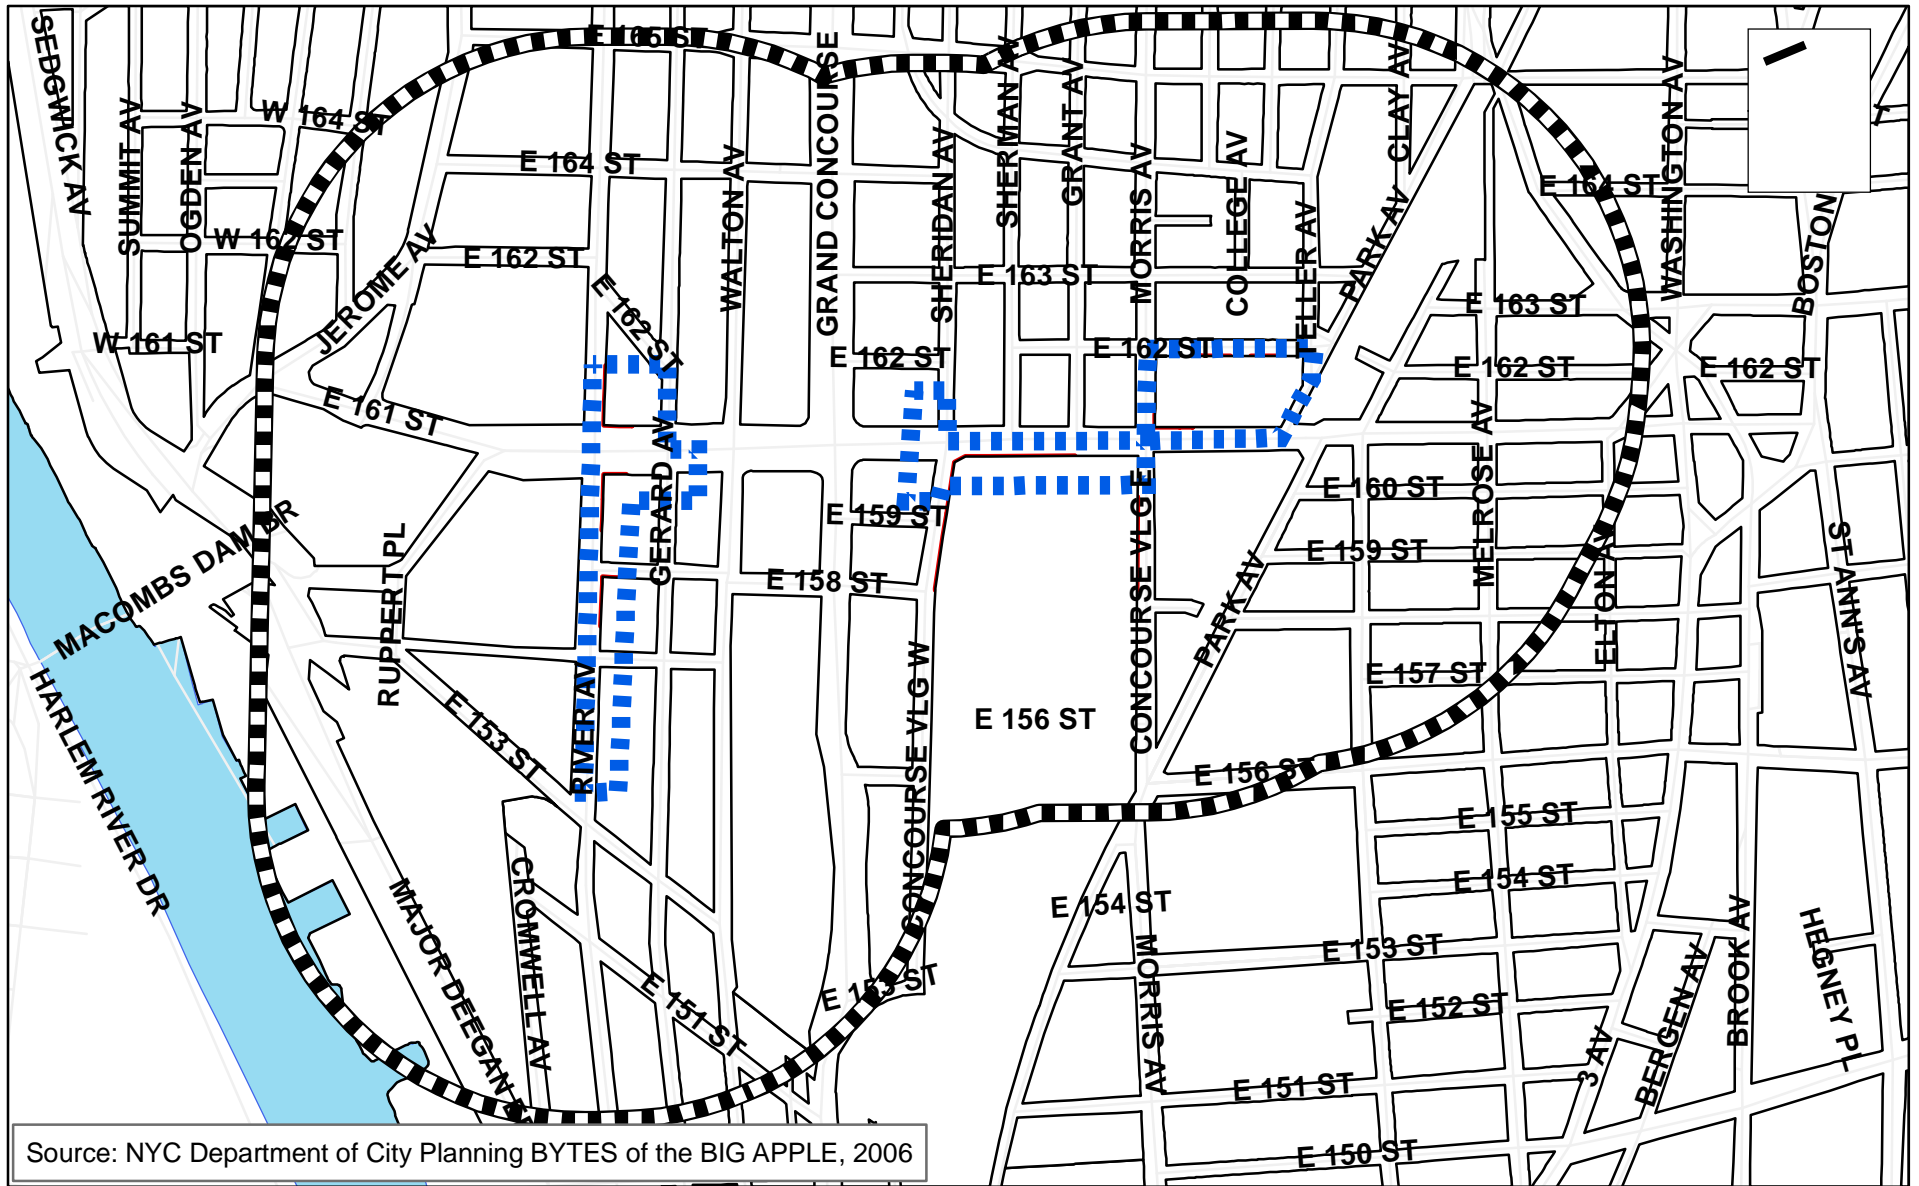 SEDGWICK AV
SUMMIT AV
OGDEN AV
W 164 ST
W 162 ST
W 161 ST
JEROME AV
E 161 ST
E 165 ST
E 164 ST
E 162 ST
E 162 ST
WALTON AV
GRAND CONCOURSE
SHERIDAN AV
SHERMAN AV
GRANT AV
MORRIS AV
COLLEGE AV
TELLER AV
CLAY AV
PARK AV
WASHINGTON AV
BOSTON
E 164 ST
E 163 ST
E 163 ST
E 162 ST
E 162 ST
E 162 ST
E 162 ST
GERARD AV
MACOMBS DAM BR
RUPPERT PL
RIVER AV
E 159 ST
E 158 ST
CONCOURSE VLG W
CONCOURSE VLG E
E 160 ST
E 159 ST
MELROSE AV
ELTON AV
ST ANN'S AV
PARK AV
E 157 ST
E 156 ST
E 156 ST
HARLEM RIVER DR
E 153 ST
E 155 ST
E 154 ST
E 154 ST
E 153 ST
E 153 ST
E 152 ST
CROMWELL AV
MAJOR DEEGAN
E 151 ST
MORRIS AV
E 151 ST
E 150 ST
3 AV
BERGEN AV
BROOK AV
HEGNEY PL
Source: NYC Department of City Planning BYTES of the BIG APPLE, 2006